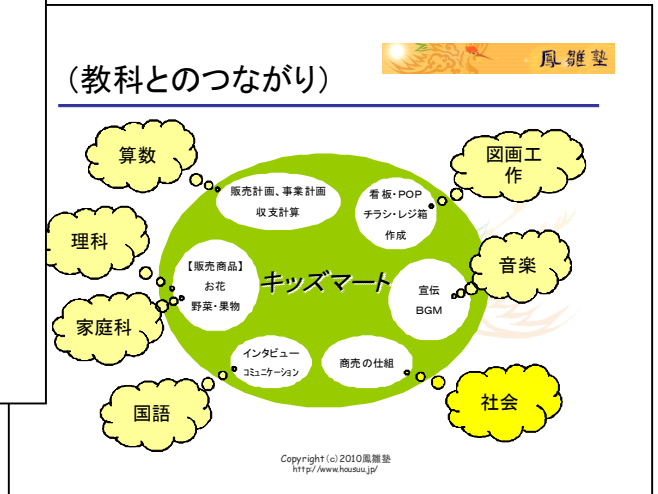 (教科とのつながり)
鳳雛塾
算数
販売計画、事業計画
収支計算
看板・POP
チラシ・レジ箱
作成
図画工
作
理科
【販売商品】
お花
野菜・果物
キッズマート
宣伝
BGM
音楽
家庭科
インタビュー
コミュニケーション
商売の仕組
国語
社会
Copyright(c)2010鳳雛塾
http://www.housuu.jp/